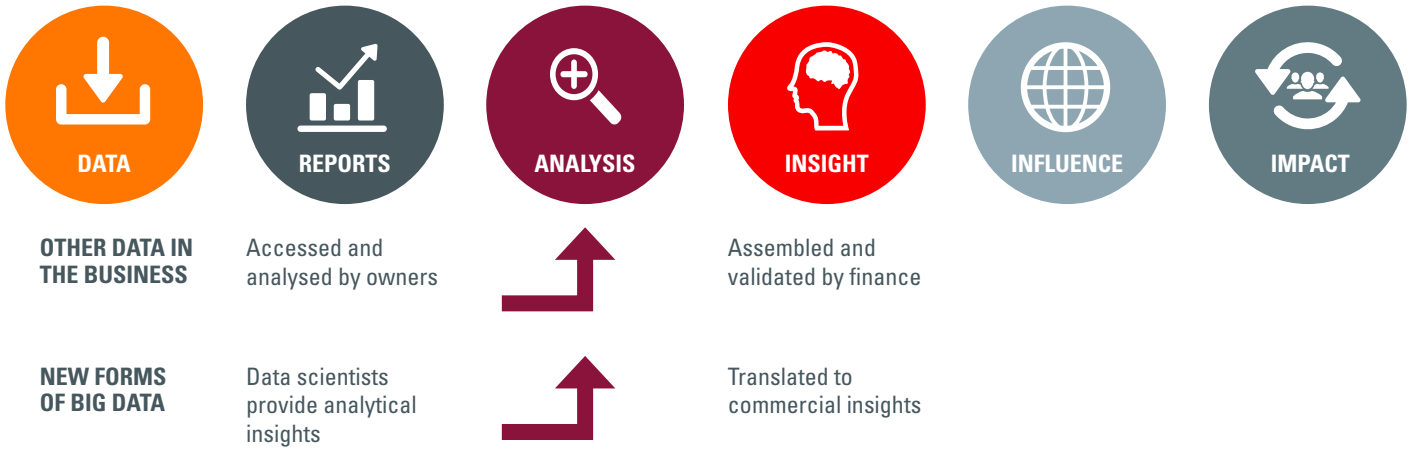 DATA
REPORTS
ANALYSIS
INSIGHT
INFLUENCE
IMPACT
OTHER DATA IN
THE BUSINESS
Accessed and
analysed by owners
Assembled and
validated by finance
NEW FORMS
OF BIG DATA
Data scientists
provide analytical
insights
Translated to
commercial insights